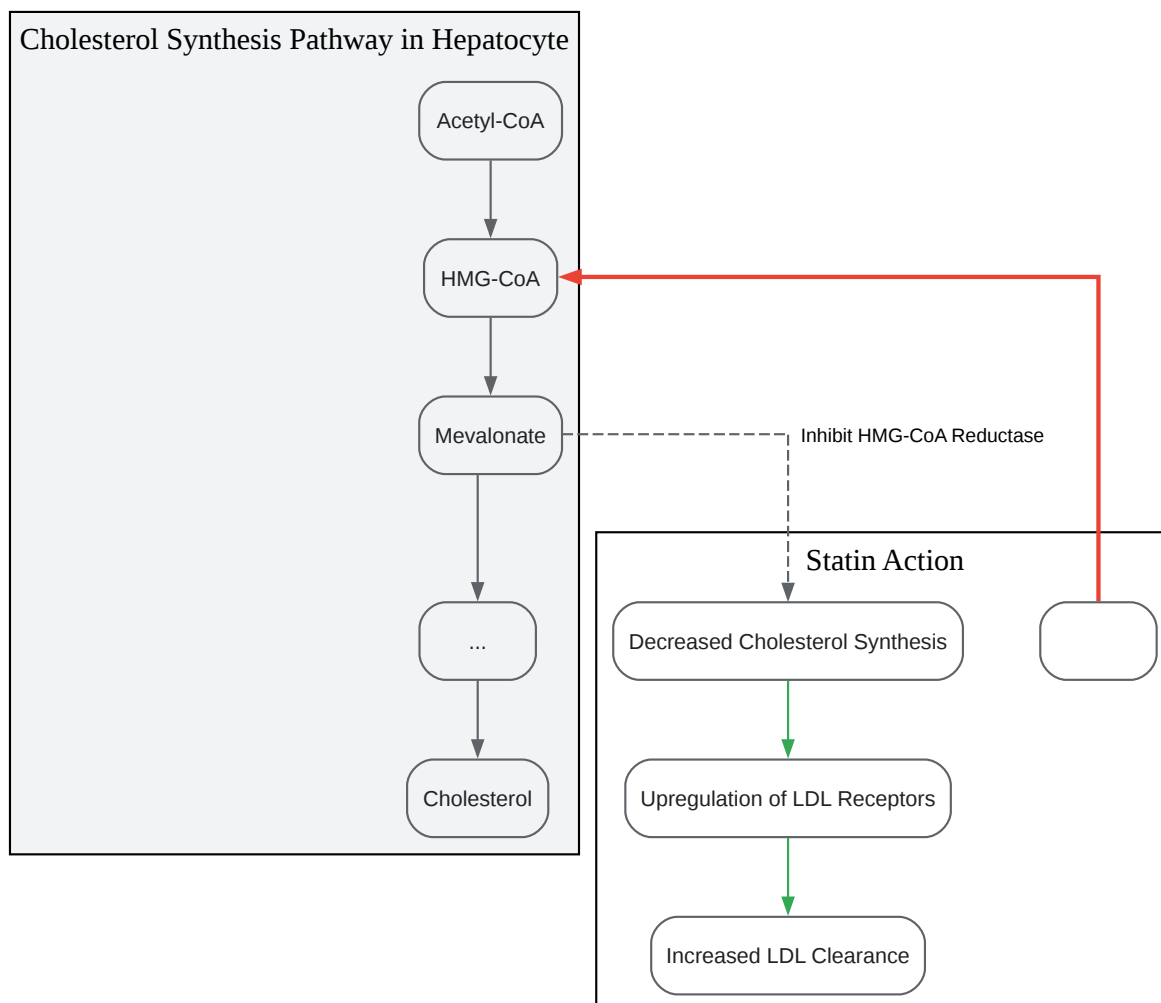 Cholesterol Synthesis Pathway in Hepatocyte
Acetyl-CoA
HMG-CoA
Mevalonate
Inhibit HMG-CoA Reductase
Statin Action
...
Decreased Cholesterol Synthesis
Cholesterol
Upregulation of LDL Receptors
Increased LDL Clearance